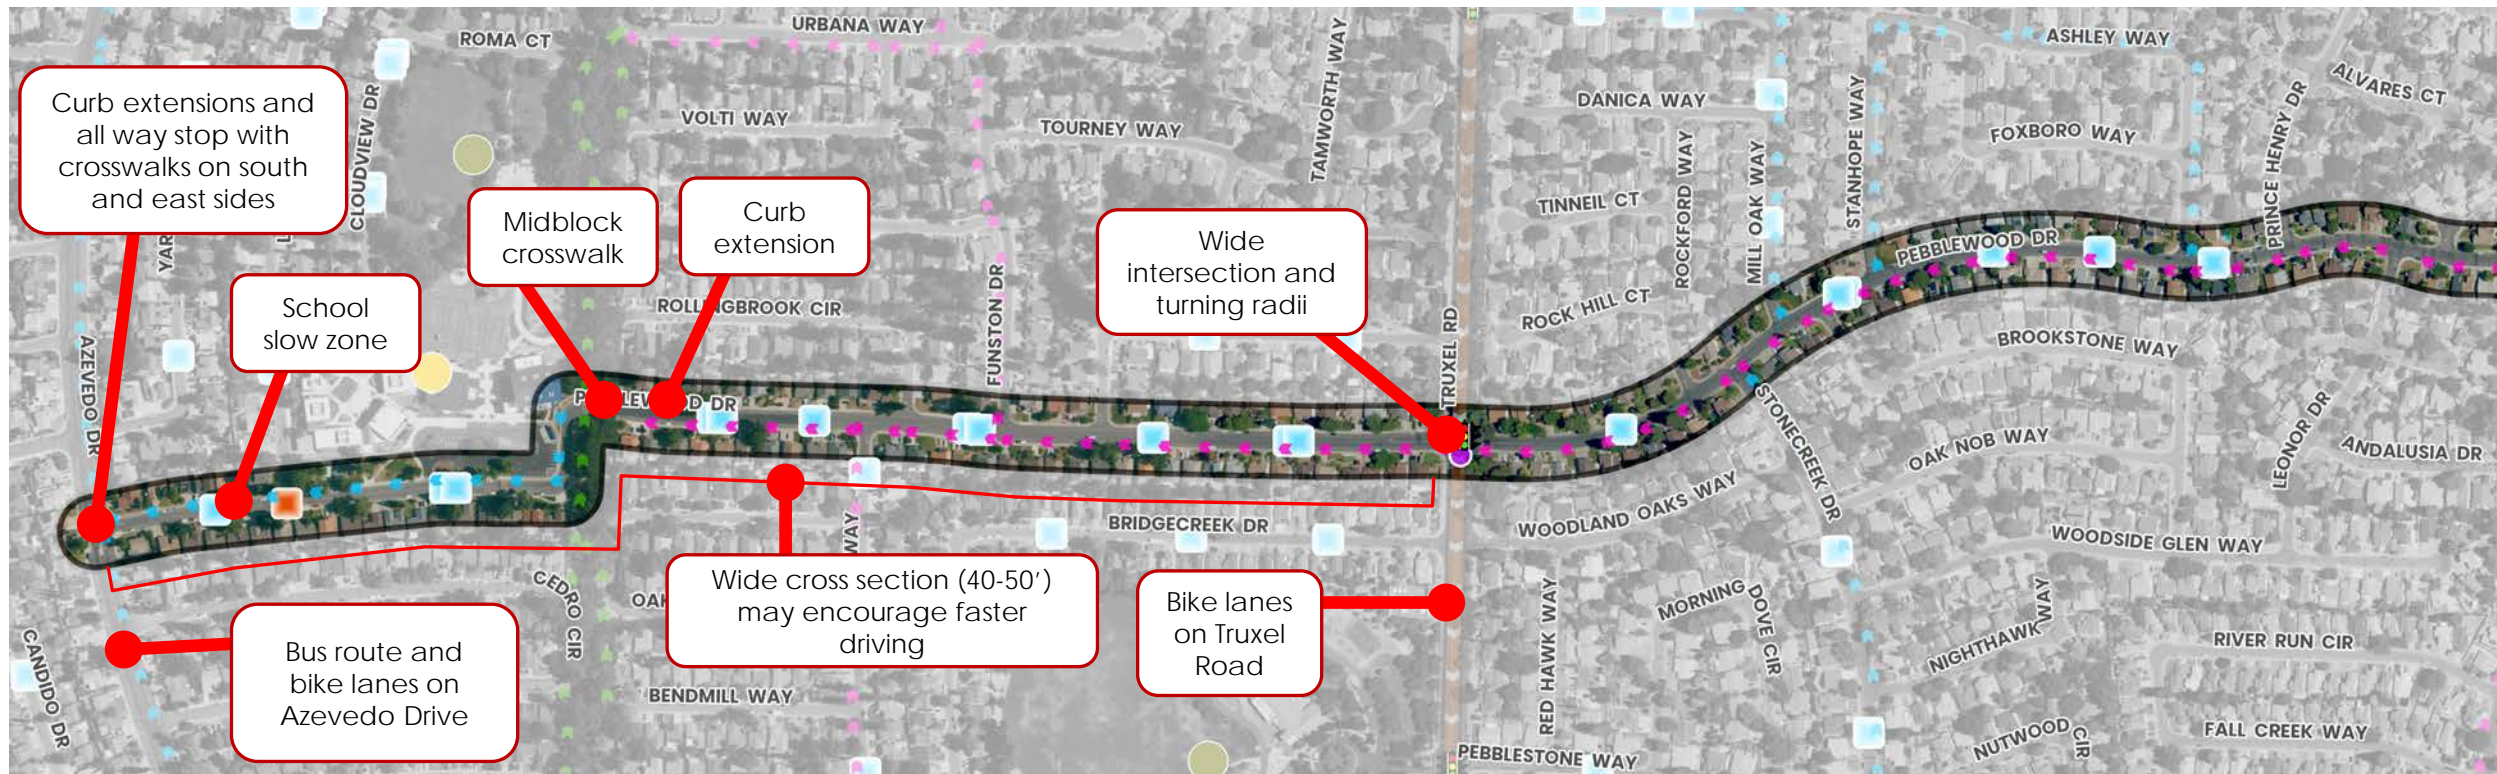 ROMA CT
URBANA WAY
ASHLEY WAY
ALVARES CT
Curb extensions and
all way stop with
crosswalks on south
and east sides
CLOUDVIEW DR
VOLTI WAY
TOURNEY WAY
TAMWORTH WAY
DANICA WAY
STANHOPE WAY
FOXBORO WAY
PRINCE HENRY DR
Midblock
crosswalk
Curb
extension
Wide
intersection and
turning radii
TINNEIL CT
ROCKFORD WAY
MILL OAK WAY
PEBBLEWOOD DR
School
slow zone
ROLLINGBROOK CIR
FUNSTON DR
TRUXEL RD
ROCK HILL CT
BROOKSTONE WAY
AZEVEDO DR
DR
STONECREEK DR
OAK NOB WAY
LEONOR DR
ANDALUSIA DR
WOODLAND OAKS WAY
BRIDGECREEK DR
WAY
WOODSIDE GLEN WAY
Wide cross section (40-50')
may encourage faster
driving
Bike lanes
on Truxel
Road
CEDRO CIR
CANDIDO DR
Bus route and
bike lanes on
Azevedo Drive
BENDMILL WAY
RED HAWK WAY
MORNING DOVE CIR
NIGHTHAWK WAY
RIVER RUN CIR
NUTWOOD CIR
FALL CREEK WAY
PEBBLESTONE WAY